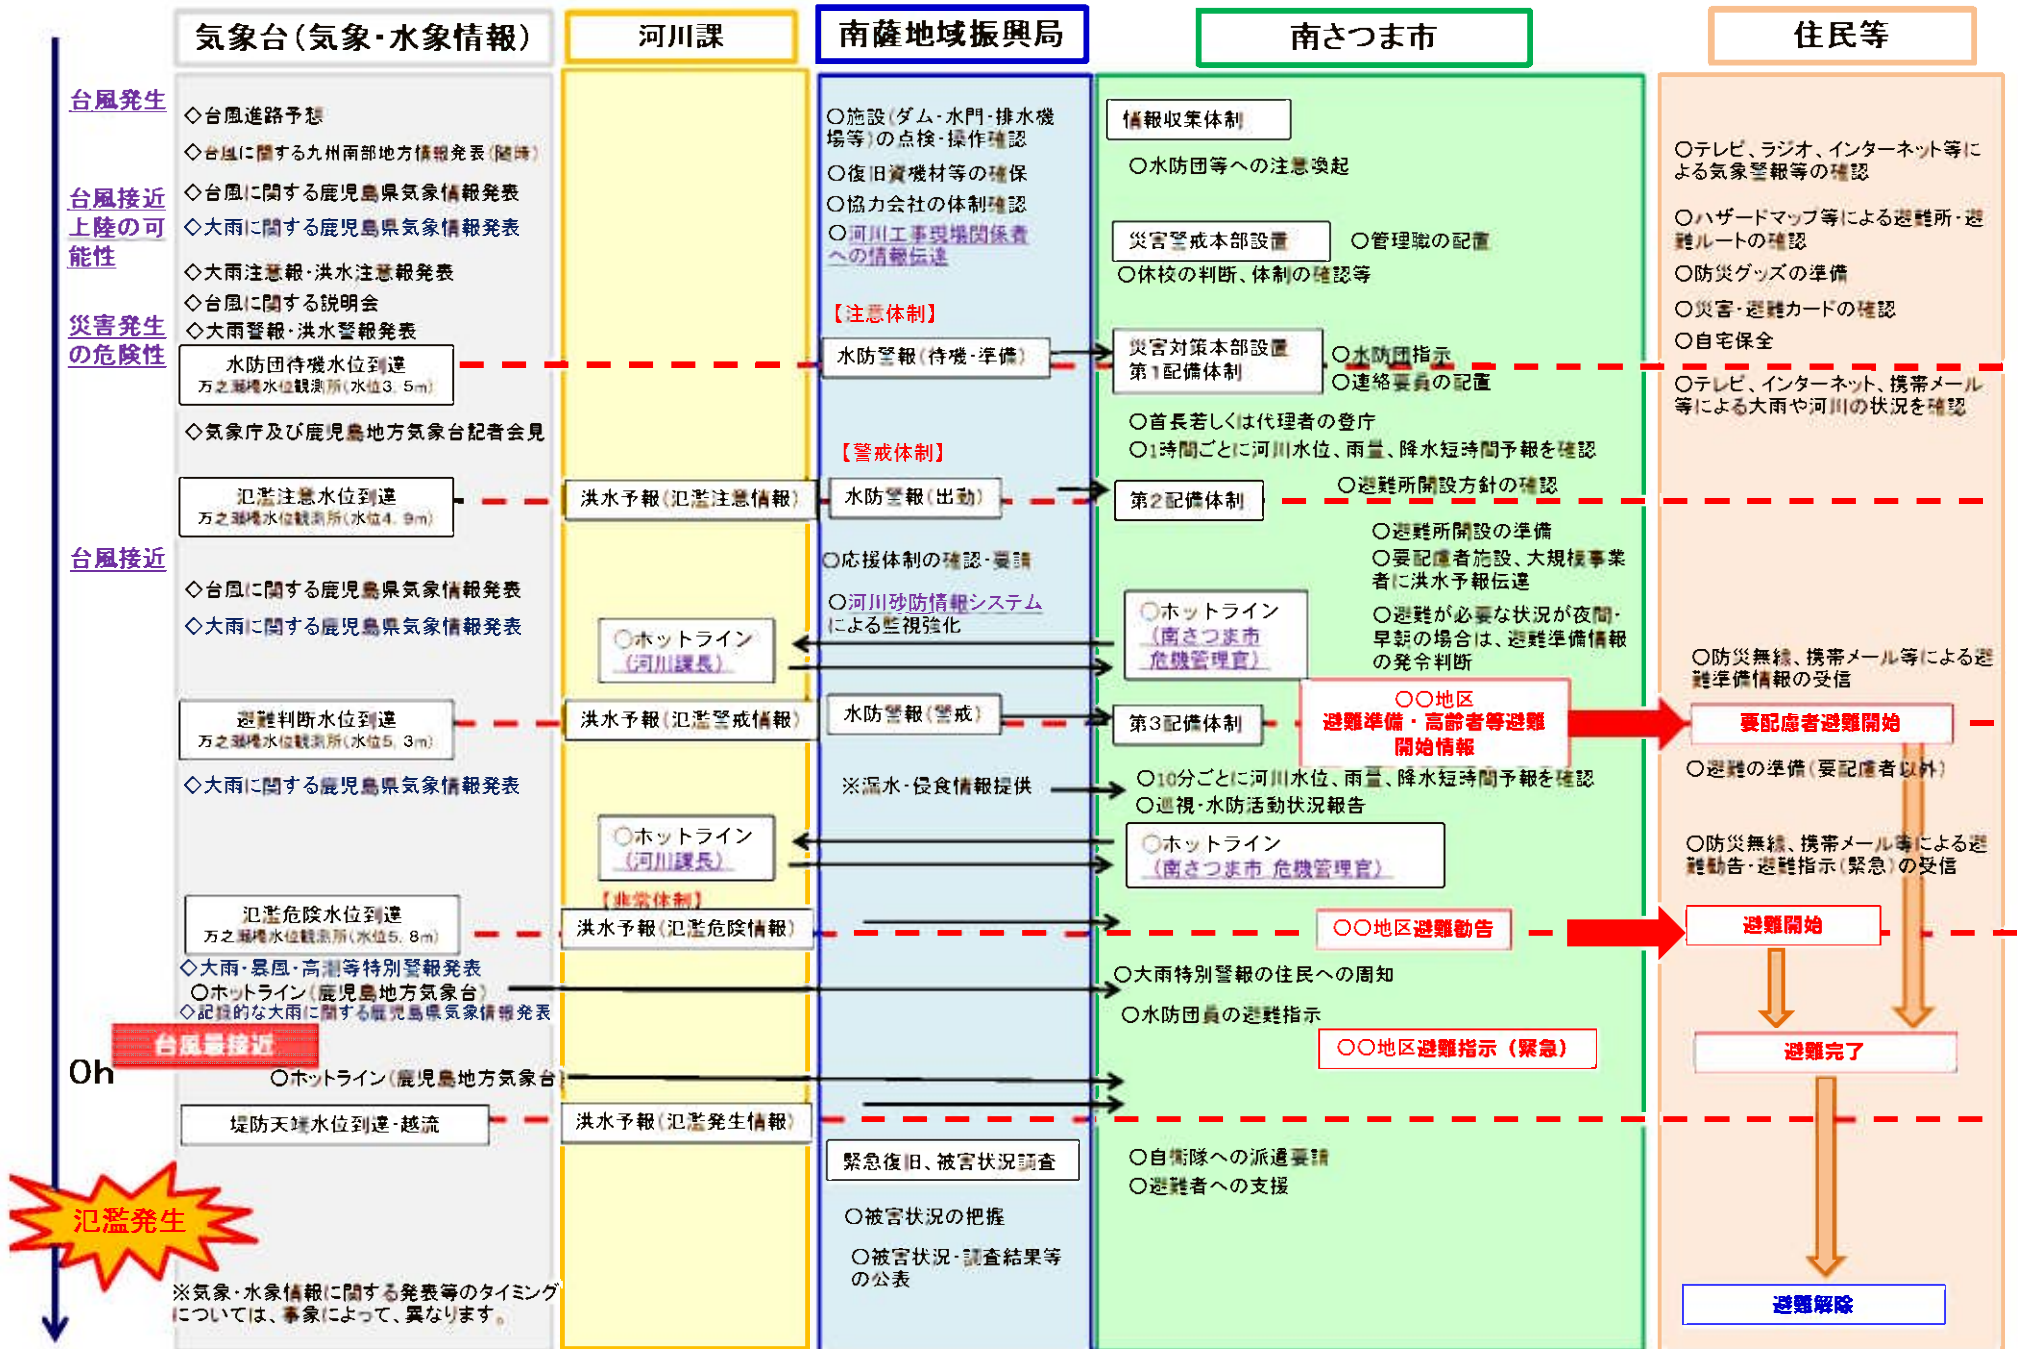 気象台(気象・水象情報)
河川課
南薩地域振興局
南さつま市
住民等
台風発生
台風接近
上陸の可
能性
災害発生
の危険性
台風接近
台風最接近
0h
氾濫発生
◇台風進路予想
◇台風に関する九州南部地方情報発表(随時)
◇台風に関する鹿児島県気象情報発表
◇大雨に関する鹿児島県気象情報発表
◇大雨注意報・洪水注意報発表
◇台風に関する説明会
◇大雨警報・洪水警報発表
水防団待機水位到達
万之瀬橋水位観測所(水位3.5m)
◇気象庁及び鹿児島地方気象台記者会見
氾濫注意水位到達
万之瀬橋水位観測所(水位4.9m)
◇台風に関する鹿児島県気象情報発表
◇大雨に関する鹿児島県気象情報発表
避難判断水位到達
万之瀬橋水位観測所(水位5.3m)
◇大雨に関する鹿児島県気象情報発表
氾濫危険水位到達
万之瀬橋水位観測所(水位5.8m)
◇大雨・暴風・高潮等特別警報発表
○ホットライン(鹿児島地方気象台)
◇記録的な大雨に関する鹿児島県気象情報発表
○ホットライン(鹿児島地方気象台)
堤防天端水位到達・越流
※気象・水象情報に関する発表等のタイミング
については、事象によって、異なります。
洪水予報(氾濫注意情報)
○ホットライン
(河川課長)
洪水予報(氾濫警戒情報)
○ホットライン
(河川課長)
【非常体制】
洪水予報(氾濫危険情報)
洪水予報(氾濫発生情報)
○施設(ダム・水門・排水機
場等)の点検・操作確認
○復旧資機材等の確保
○協力会社の体制確認
○河川工事現場関係者
への情報伝達
【注意体制】
水防警報(待機・準備)
【警戒体制】
水防警報(出動)
○応援体制の確認・要請
○河川砂防情報システム
による監視強化
水防警報(警戒)
※漏水・侵食情報提供
緊急復旧、被害状況調査
○被害状況の把握
○被害状況・調査結果等
の公表
情報収集体制
○水防団等への注意喚起
災害警戒本部設置
○管理職の配置
○休校の判断、体制の確認等
災害対策本部設置
第1配備体制
○水防団指示
○連絡要員の配置
○首長若しくは代理者の登庁
○1時間ごとに河川水位、雨量、降水短時間予報を確認
○避難所開設方針の確認
第2配備体制
○避難所開設の準備
○要配慮者施設、大規模事業
者に洪水予報伝達
○ホットライン
(南さつま市
危機管理官)
○避難が必要な状況が夜間・
早朝の場合は、避難準備情報
の発令判断
第3配備体制
○○地区
避難準備・高齢者等避難
開始情報
○10分ごとに河川水位、雨量、降水短時間予報を確認
○巡視・水防活動状況報告
○ホットライン
(南さつま市 危機管理官)
○○地区避難勧告
○大雨特別警報の住民への周知
○水防団員の避難指示
○○地区避難指示(緊急)
○自衛隊への派遣要請
○避難者への支援
○テレビ、ラジオ、インターネット等に
よる気象警報等の確認
○ハザードマップ等による避難所・避
難ルートの確認
○防災グッズの準備
○災害・避難カードの確認
○自宅保全
○テレビ、インターネット、携帯メール
等による大雨や河川の状況を確認
○防災無線、携帯メール等による避
難準備情報の受信
要配慮者避難開始
○避難の準備(要配慮者以外)
○防災無線、携帯メール等による避
難勧告・避難指示(緊急)の受信
避難開始
避難完了
避難解除